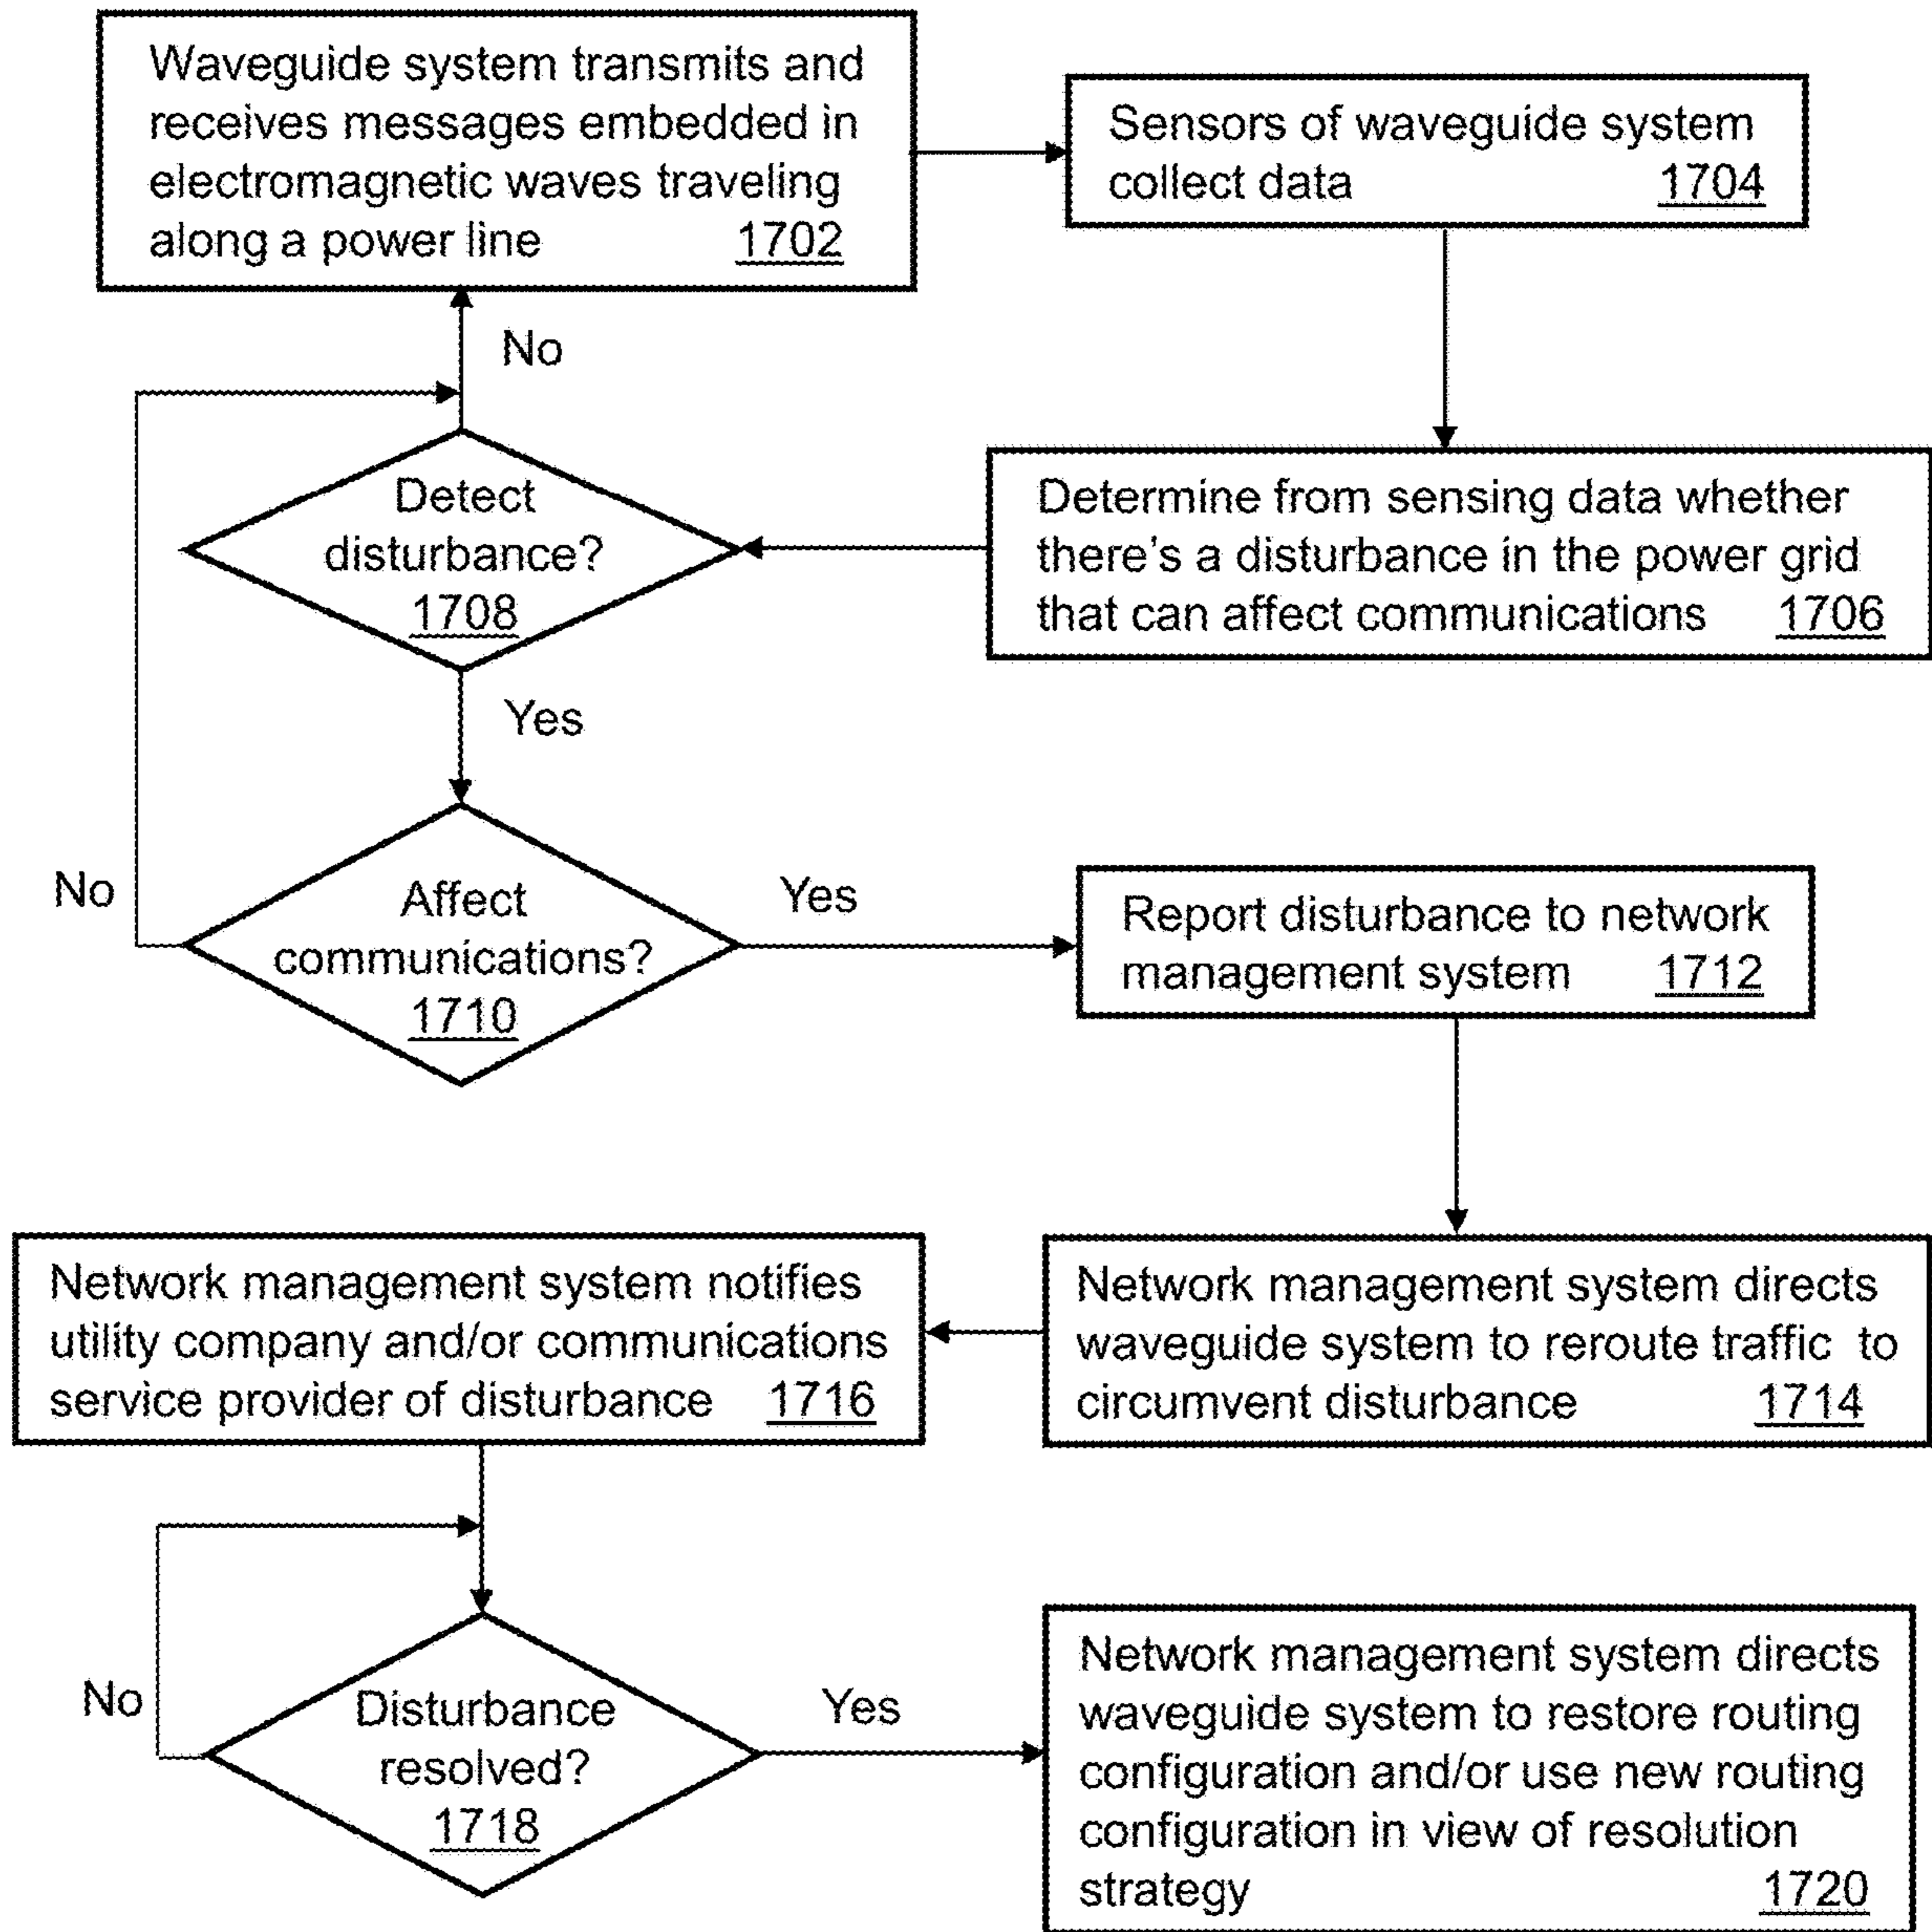 Waveguide system transmits and
receives messages embedded in
electromagnetic waves traveling
along a power line 1702
Sensors of waveguide system
collect data 1704
No
Detect
disturbance?
1708
Determine from sensing data whether
there's a disturbance in the power grid
that can affect communications 1706
Yes
No
Affect
communications?
1710
Yes
Report disturbance to network
management system 1712
Network management system notifies
utility company and/or communications
service provider of disturbance 1716
Network management system directs
waveguide system to reroute traffic to
circumvent disturbance 1714
No
Disturbance
resolved?
1718
Yes
Network management system directs
waveguide system to restore routing
configuration and/or use new routing
configuration in view of resolution
strategy 1720